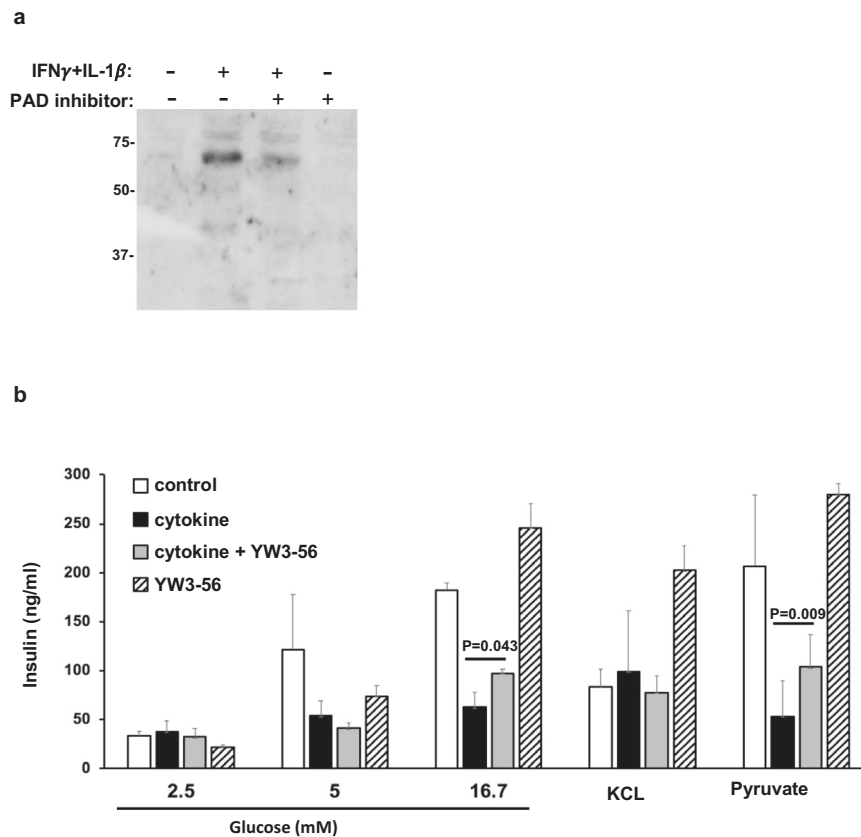 a
IFNγ+IL-1β: - + + -
PAD inhibitor: - - + +
75-
50-
37-
b
300
250
200
150
100
50
0
Insulin (ng/ml)
control
cytokine
cytokine + YW3-56
YW3-56
P=0.043
P=0.009
2.5 5 16.7 KCL Pyruvate
Glucose (mM)